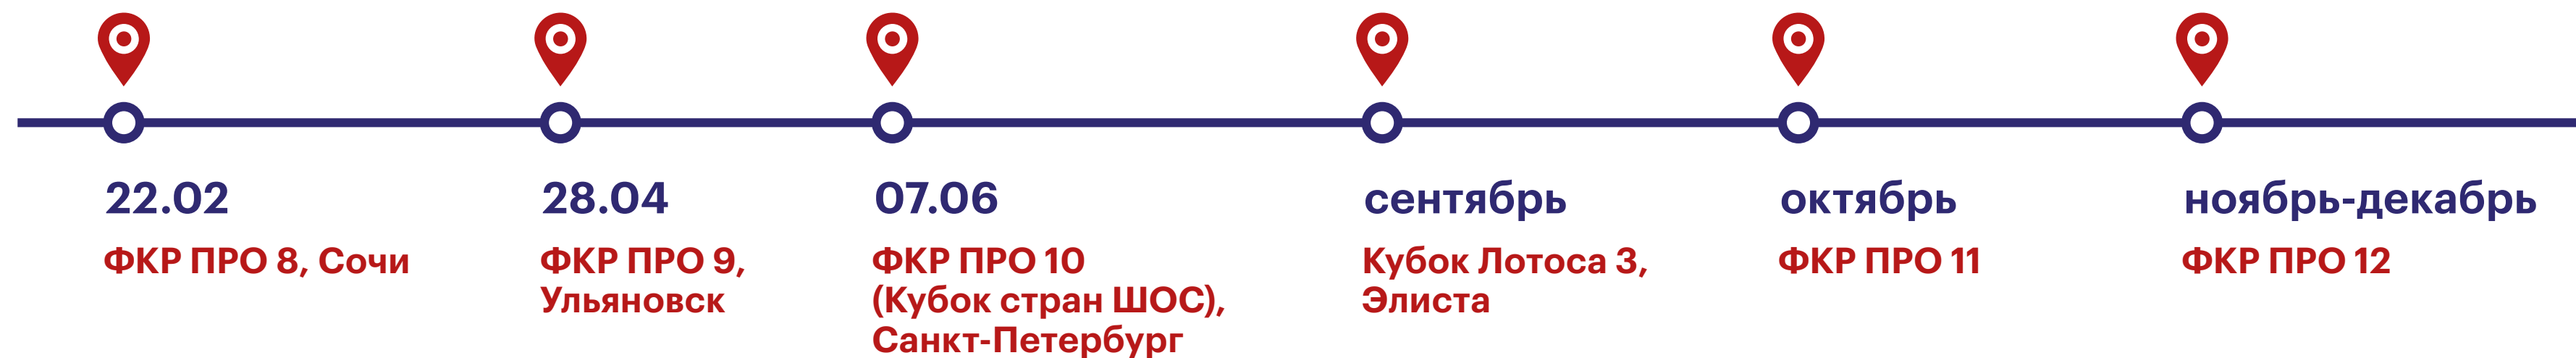 22.02
ФКР ПРО 8, Сочи
28.04
ФКР ПРО 9,
Ульяновск
07.06
ФКР ПРО 10
(Кубок стран ШОС),
Санкт-Петербург
сентябрь
Кубок Лотоса 3,
Элиста
октябрь
ФКР ПРО 11
ноябрь-декабрь
ФКР ПРО 12